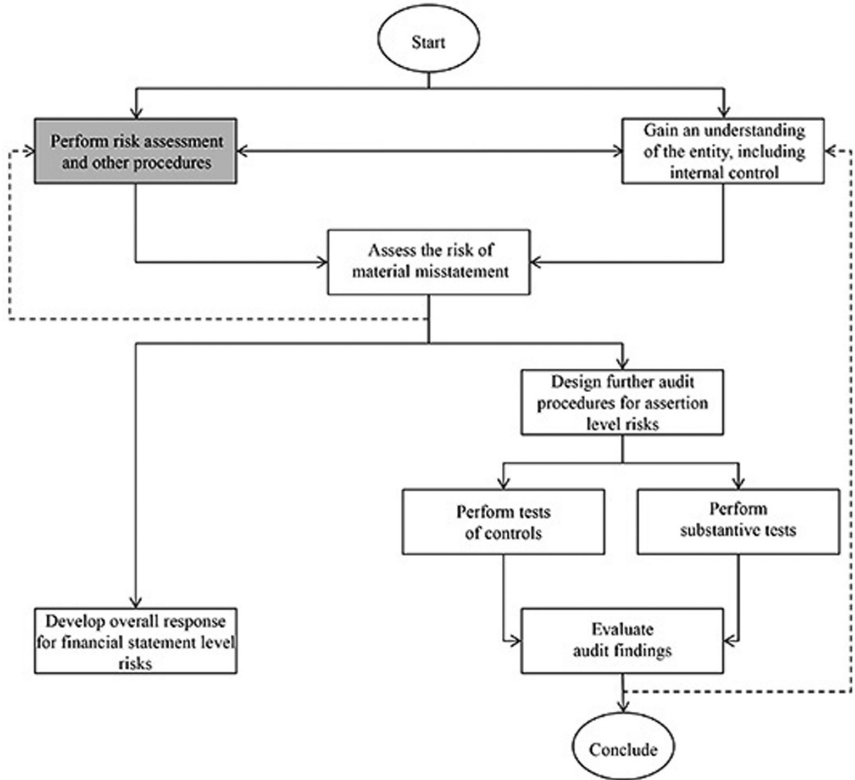 Start
Perform risk assessment
and other procedures
Gain an understanding
of the entity, including
internal control
Assess the risk of
material misstatement
Design further audit
procedures for assertion
level risks
Perform tests
of controls
Perform
substantive tests
Develop overall response
for financial statement level
risks
Evaluate
audit findings
Conclude